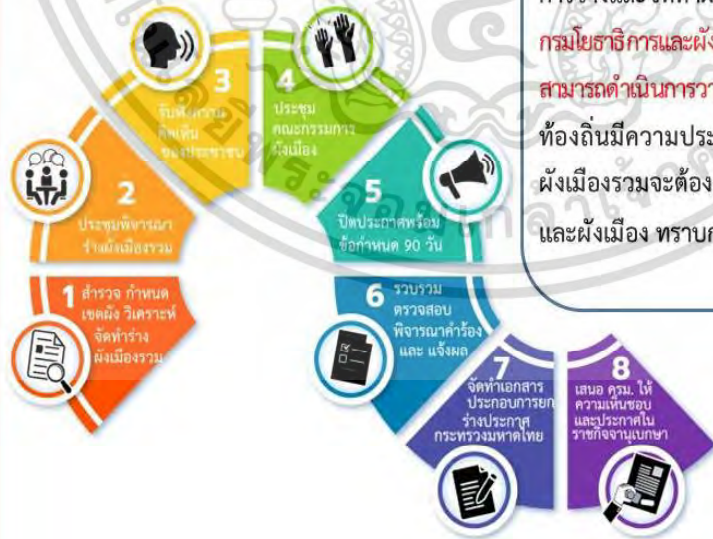 1
สำรวจ กำหนด
เขตผัง วิเคราะห์
จัดทำร่าง
ผังเมืองรวม
2
ประชุมพิจารณา
ร่างผังเมืองรวม
3
รับฟังความ
คิดเห็น
ของประชาชน
4
ประชุม
คณะกรรมการ
ผังเมือง
5
ปิดประกาศพร้อม
ข้อกำหนด 90 วัน
6
รวบรวม
ตรวจสอบ
พิจารณาคำร้อง
และ แจ้งผล
7
จัดทำเอกสาร
ประกอบการยก
ร่างประกาศ
กระทรวงมหาดไทย
8
เสนอ ครม. ให้
ความเห็นชอบ
และประกาศใน
ราชกิจจานุเบกษา
กรมโยธาธิการและผัง
สามารถดำเนินการวา
ท้องถิ่นมีความประ
ผังเมืองรวมจะต้อง
และผังเมือง ทราบก